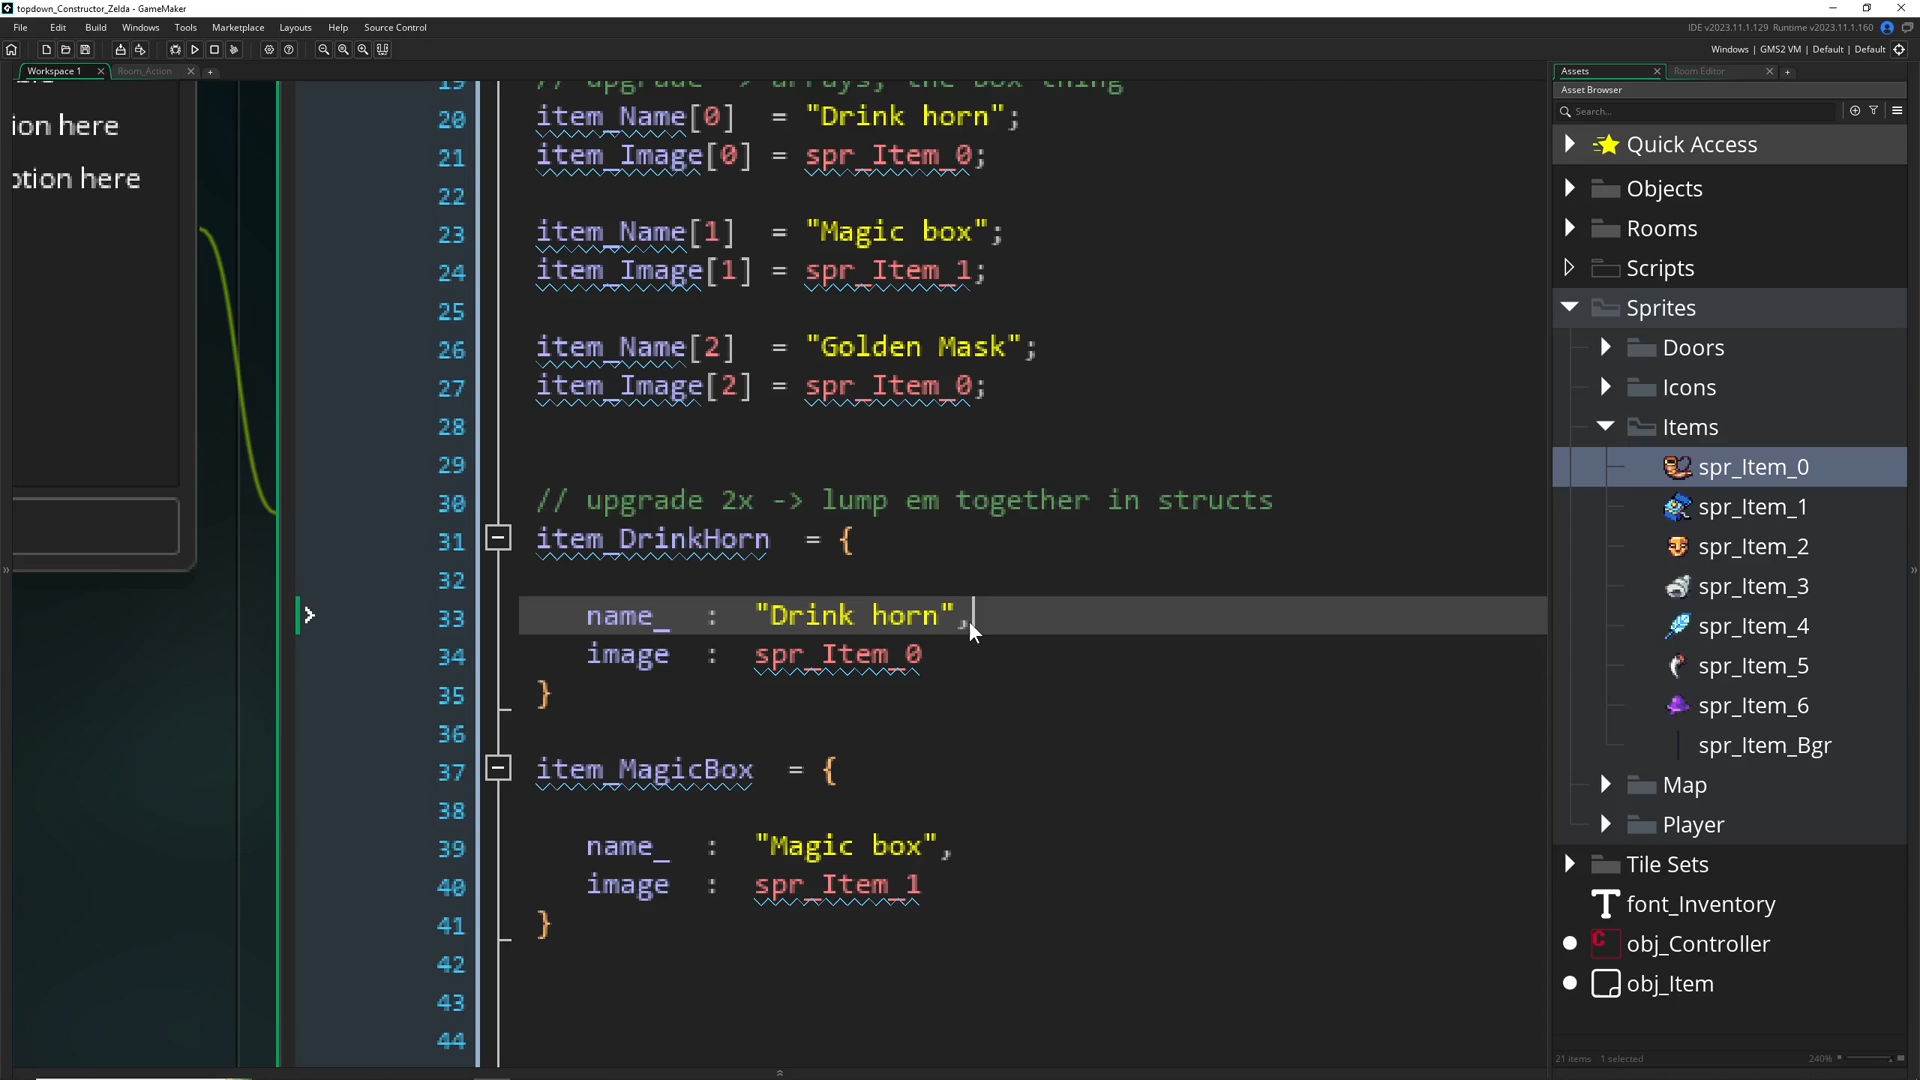 topdown_Constructor_Zelda - GameMaker
File Edit Build Windows Tools Marketplace Layouts Help Source Control
IDE v2023.11.1.129 Runtime v2023.11.1.160
Windows | GMS2 VM | Default | Default
Workspace 1
Room_Action
ion here
ption here
19 // upgrade -> arrays, the box thing
20 item_Name[0] = "Drink horn";
21 item_Image[0] = spr_Item_0;
22
23 item_Name[1] = "Magic box";
24 item_Image[1] = spr_Item_1;
25
26 item_Name[2] = "Golden Mask";
27 item_Image[2] = spr_Item_0;
28
29
30 // upgrade 2x -> lump em together in structs
31 item_DrinkHorn = {
32
33 name_ : "Drink horn",
34 image : spr_Item_0
35 }
36
37 item_MagicBox = {
38
39 name_ : "Magic box",
40 image : spr_Item_1
41 }
42
43
44
Assets
Room Editor
Asset Browser
Search...
Quick Access
Objects
Rooms
Scripts
Sprites
Doors
Icons
Items
spr_Item_0
spr_Item_1
spr_Item_2
spr_Item_3
spr_Item_4
spr_Item_5
spr_Item_6
spr_Item_Bgr
Map
Player
Tile Sets
font_Inventory
obj_Controller
obj_Item
21 items 1 selected
240%